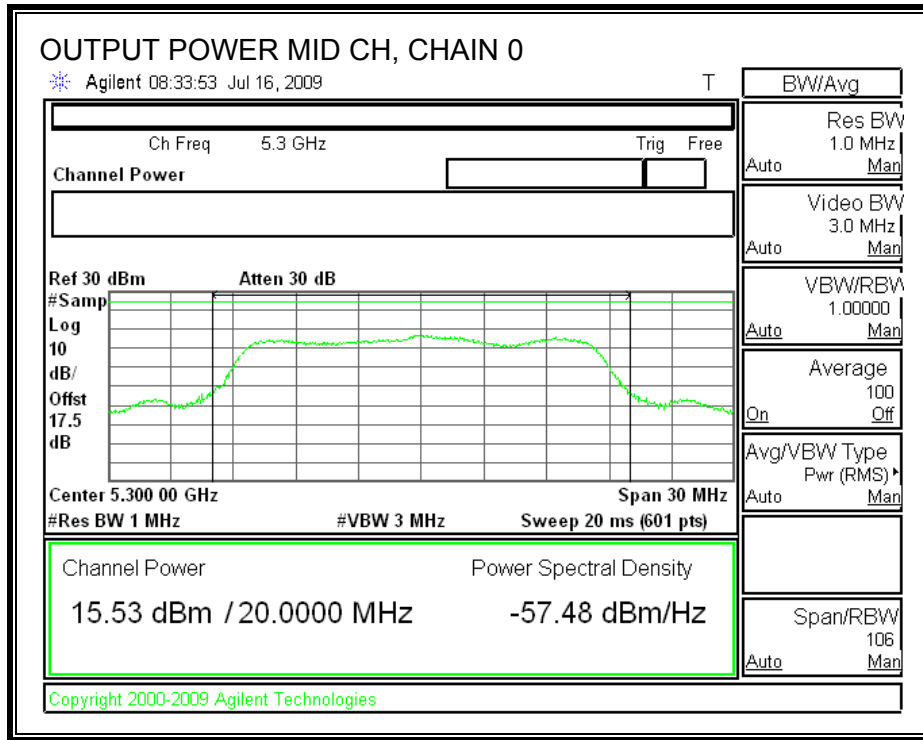 OUTPUT POWER MID CH, CHAIN 0
Agilent 08:33:53 Jul 16, 2009 T
BW/Avg
Ch Freq 5.3 GHz Trig Free
Channel Power
Res BW
1.0 MHz
Auto Man
Video BW
3.0 MHz
Auto Man
VBW/RBW
1.00000
Auto Man
Average
100
On Off
Avg/VBW Type
Pwr (RMS)
Auto Man
Span/RBW
106
Auto Man
Ref 30 dBm Atten 30 dB
#Samp
Log
10
dB/
Offst
17.5
dB
Center 5.300 00 GHz Span 30 MHz
#Res BW 1 MHz #VBW 3 MHz Sweep 20 ms (601 pts)
Channel Power Power Spectral Density
15.53 dBm / 20.0000 MHz -57.48 dBm/Hz
Copyright 2000-2009 Agilent Technologies